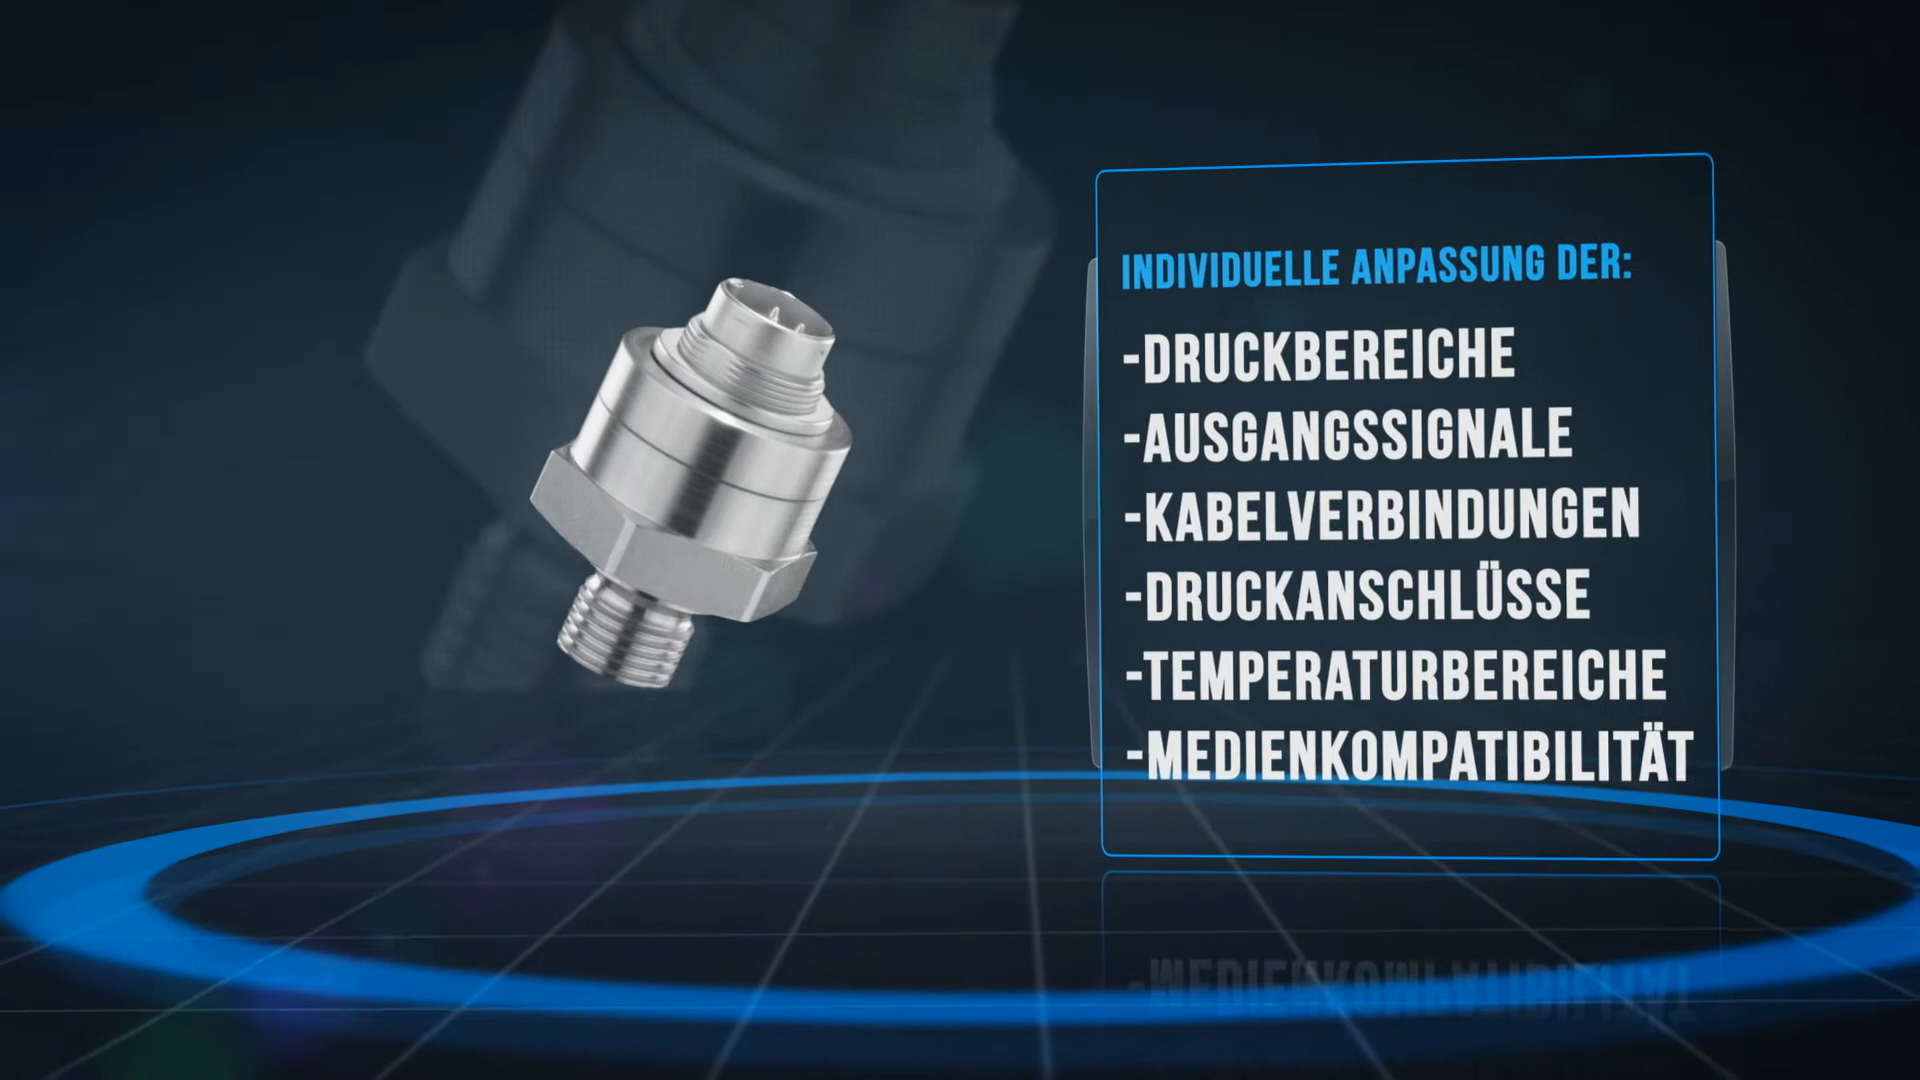 INDIVIDUELLE ANPASSUNG DER:
-DRUCKBEREICHE
-AUSGANGSSIGNALE
-KABELVERBINDUNGEN
-DRUCKANSCHLÜSSE
-TEMPERATURBEREICHE
-MEDIENKOMPATIBILITÄT